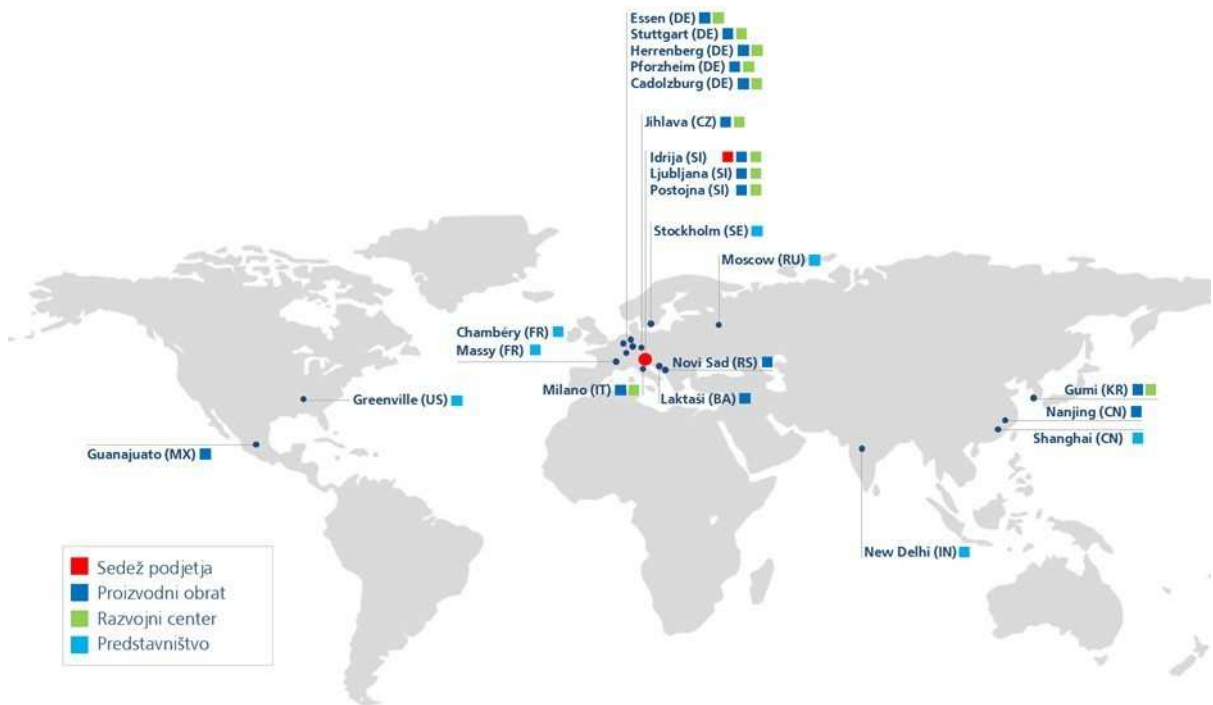 Essen (DE)
Stuttgart (DE)
Herrenberg (DE)
Pforzheim (DE)
Cadolzburg (DE)
Jihlava (CZ)
Idrija (SI)
Ljubljana (SI)
Postojna (SI)
Stockholm (SE)
Moscow (RU)
Chambéry (FR)
Massy (FR)
Novi Sad (RS)
Milano (IT)
Laktaši (BA)
Greenville (US)
Guanajuato (MX)
Gumi (KR)
Nanjing (CN)
Shanghai (CN)
New Delhi (IN)
Sedež podjetja
Proizvodni obrat
Razvojni center
Predstavništvo